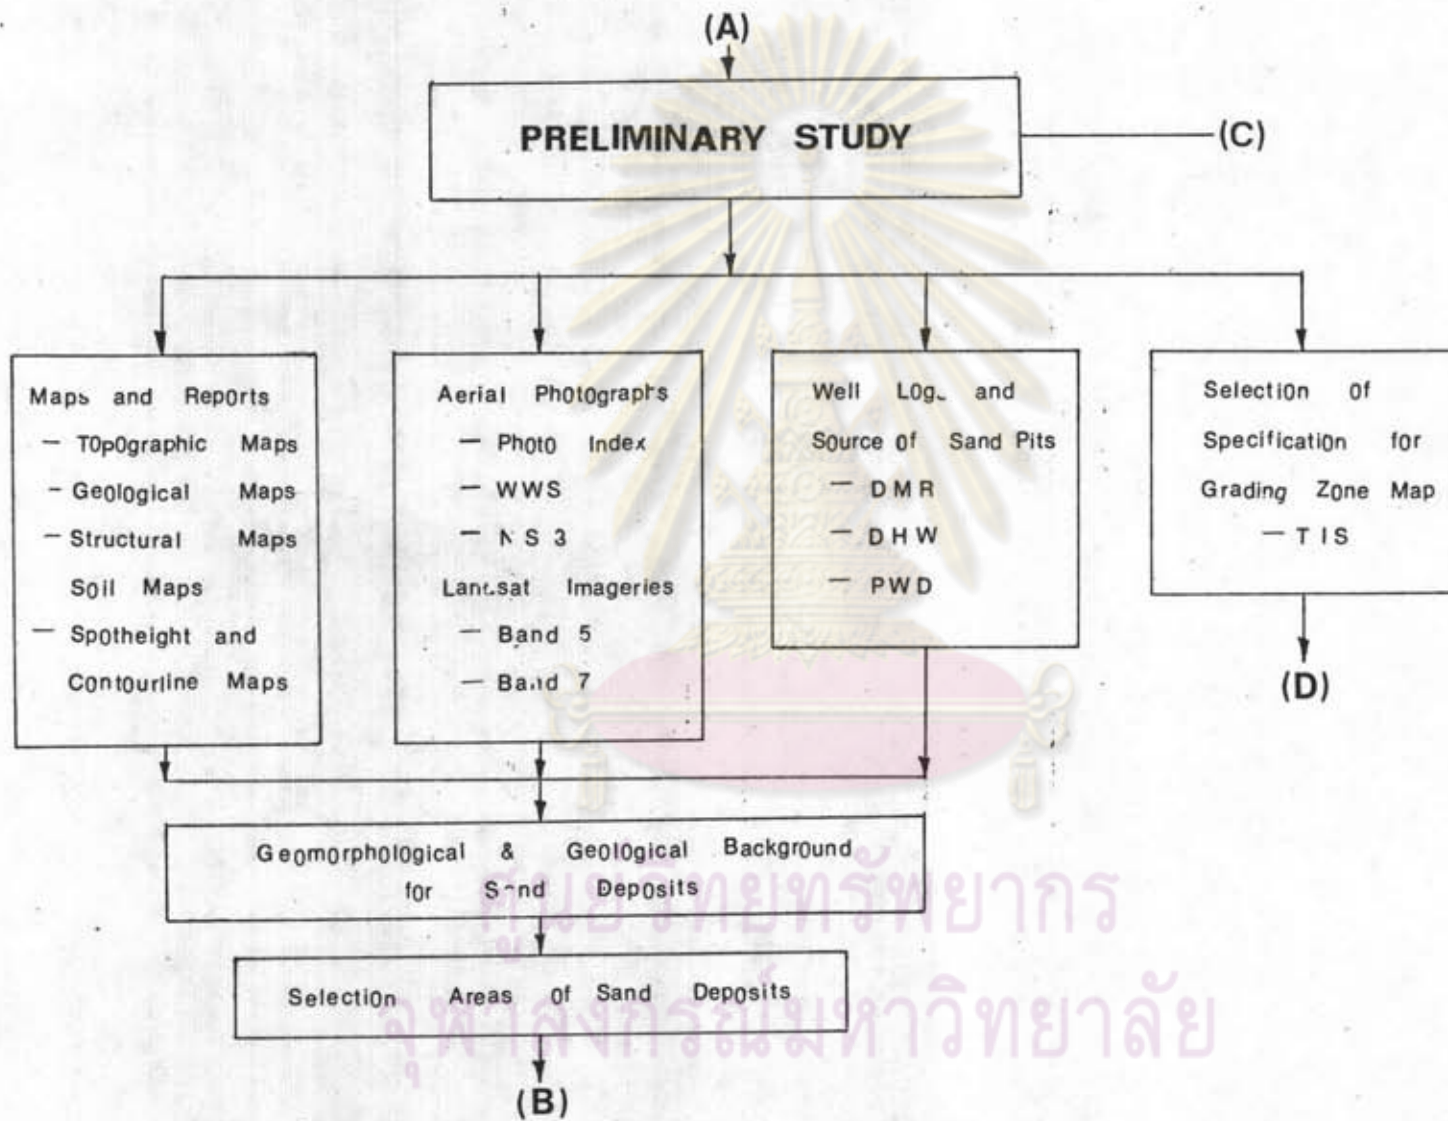 (A)
PRELIMINARY STUDY
(C)
Maps and Reports
— Topographic Maps
- Geological Maps
— Structural Maps
Soil Maps
— Spotheight and
Contourline Maps
Aerial Photographs
— Photo Index
— WWS
— NS3
Landsat Imageries
— Band 5
— Band 7
Well Logs and
Source of Sand Pits
— DMR
— DHW
— PWD
Selection of
Specification for
Grading Zone Map
— TIS
(D)
Geomorphological & Geological Background
for Sand Deposits
Selection Areas of Sand Deposits
(B)
ศูนย์วิทยทรัพยากร
จุฬาลงกรณ์มหาวิทยาลัย